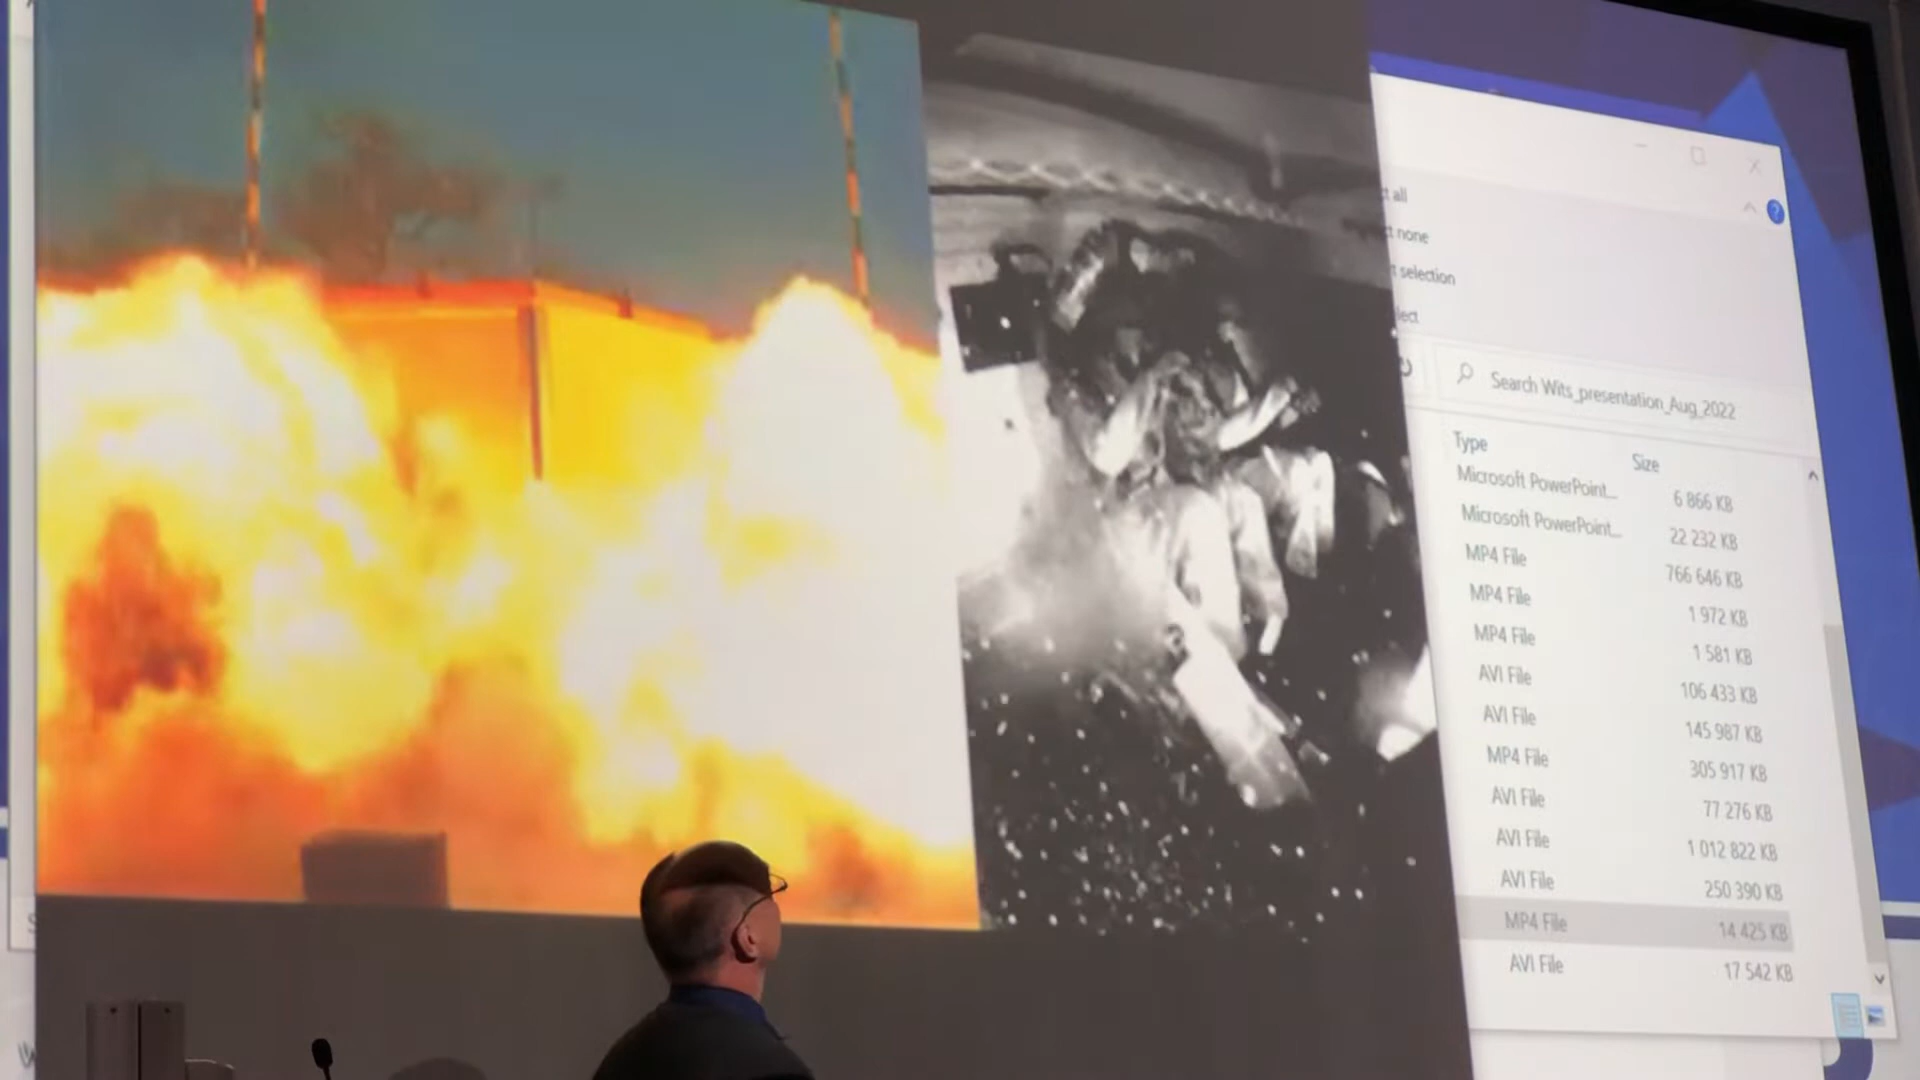 t all
t none
t selection
lect
Search Wits_presentation_Aug_2022
Type Size
Microsoft PowerPoint... 6 866 KB
Microsoft PowerPoint... 22 232 KB
MP4 File 766 646 KB
MP4 File 1 972 KB
MP4 File 1 581 KB
AVI File 106 433 KB
AVI File 145 987 KB
MP4 File 305 917 KB
AVI File 77 276 KB
AVI File 1 012 822 KB
AVI File 250 390 KB
MP4 File 14 425 KB
AVI File 17 542 KB